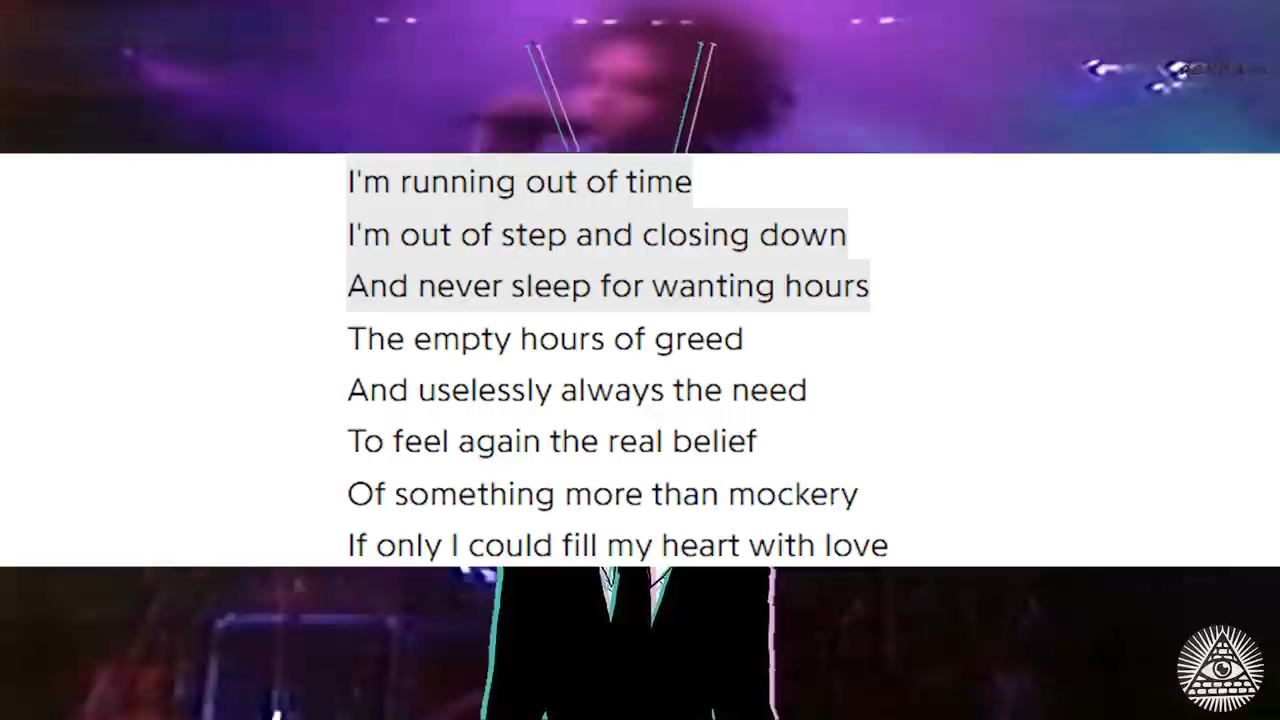 I'm running out of time
I'm out of step and closing down
And never sleep for wanting hours
The empty hours of greed
And uselessly always the need
To feel again the real belief
Of something more than mockery
If only I could fill my heart with love